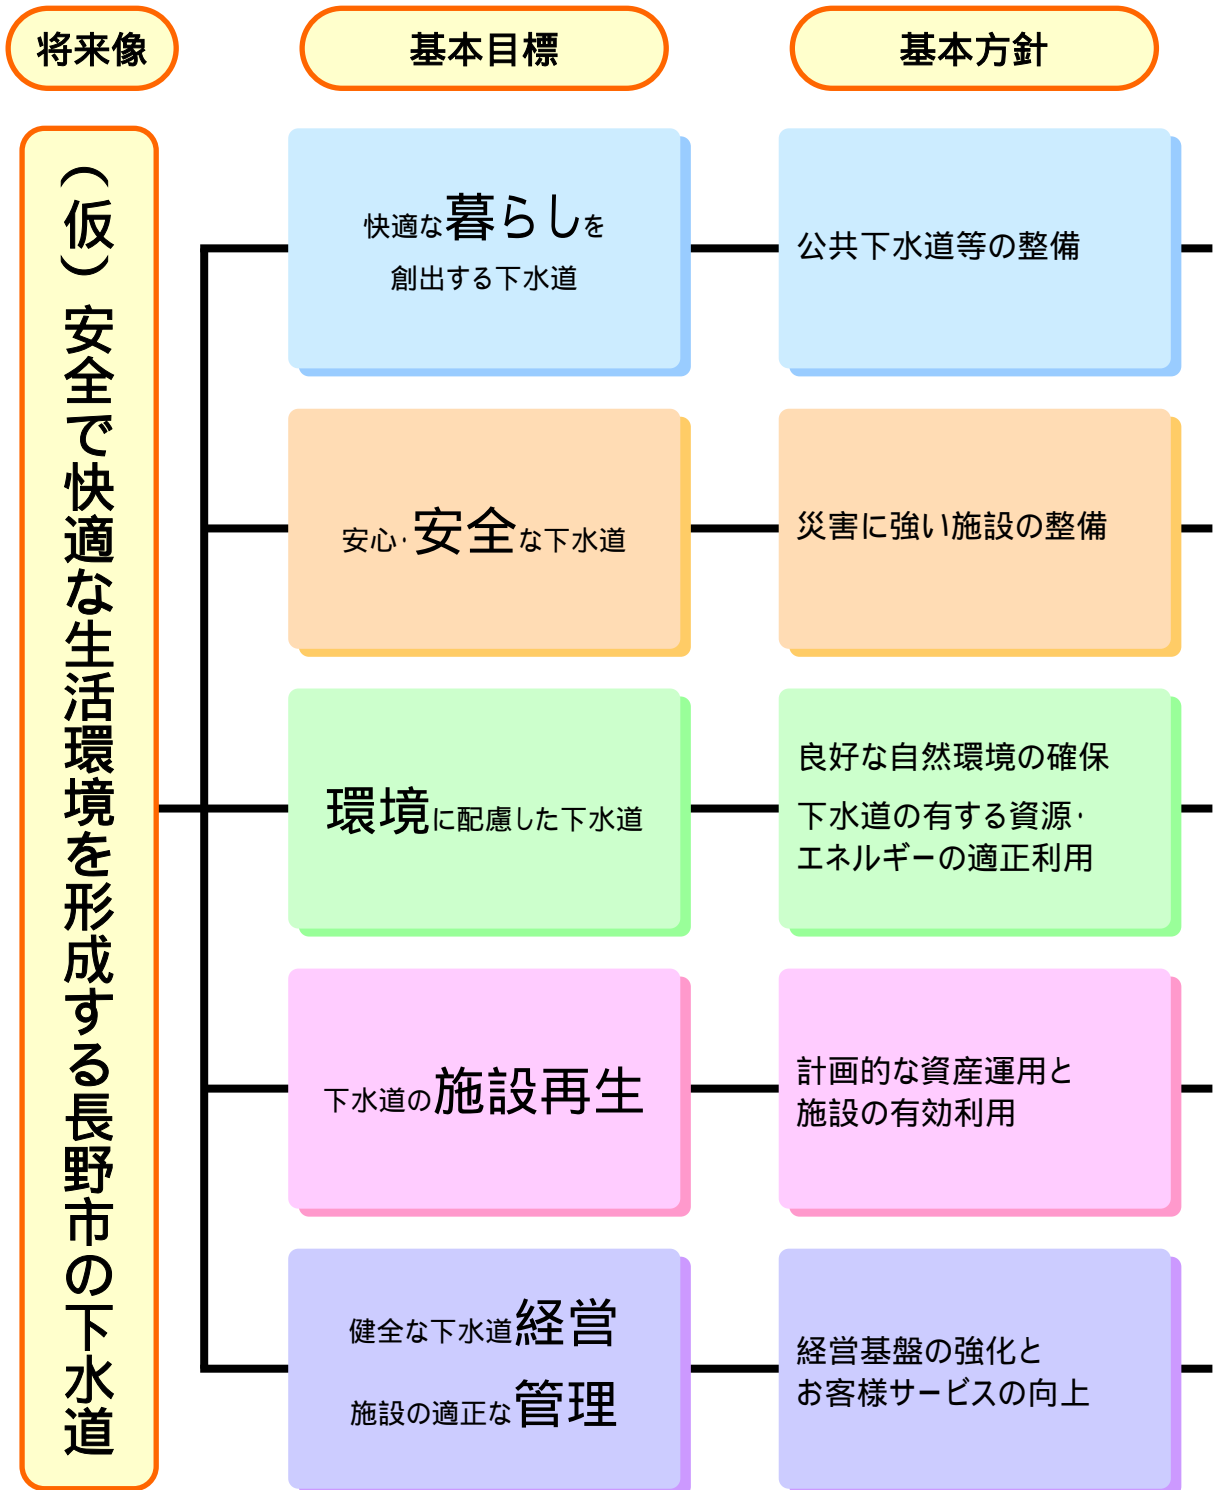 将来像
基本目標
基本方針
（仮）安全で快適な生活環境を形成する長野市の下水道
快適な暮らしを
創出する下水道
公共下水道等の整備
安心・安全な下水道
災害に強い施設の整備
環境に配慮した下水道
良好な自然環境の確保
下水道の有する資源・
エネルギーの適正利用
下水道の施設再生
計画的な資産運用と
施設の有効利用
健全な下水道経営
施設の適正な管理
経営基盤の強化と
お客様サービスの向上